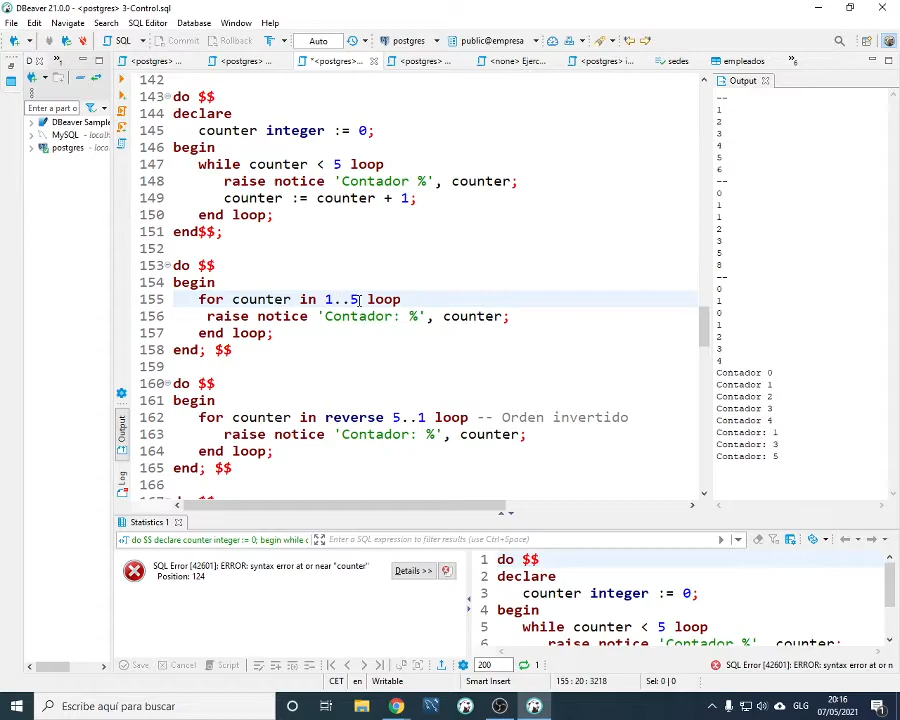 DBeaver 21.0.0 - <postgres> 3-Control.sql
File Edit Navigate Search SQL Editor Database Window Help
SQL Commit Rollback T Auto postgres public@empresa
D <postgres> ... <postgres> ... *<postgres>... <postgres> ... <none> Ejerc... <postgres> i... sedes empleados Output
Enter a part o
DBeaver Sample
MySQL - localh
postgres - loca
142
143 do $$
144 declare
145 counter integer := 0;
146 begin
147 while counter < 5 loop
148 raise notice 'Contador %', counter;
149 counter := counter + 1;
150 end loop;
151 end$$;
152
153 do $$
154 begin
155 for counter in 1..5 loop
156 raise notice 'Contador: %', counter;
157 end loop;
158 end; $$
159
160 do $$
161 begin
162 for counter in reverse 5..1 loop -- Orden invertido
163 raise notice 'Contador: %', counter;
164 end loop;
165 end; $$
166
Output
Log
--
1
2
3
4
5
6
--
0
1
1
2
3
5
8
--
0
1
0
1
2
3
4
Contador 0
Contador 1
Contador 2
Contador 3
Contador 4
Contador: 1
Contador: 3
Contador: 5
Statistics 1
do $$ declare counter integer := 0; begin while c
Enter a SQL expression to filter results (use Ctrl+Space)
SQL Error [42601]: ERROR: syntax error at or near "counter"
Position: 124
Details >>
1 do $$
2 declare
3 counter integer := 0;
4 begin
5 while counter < 5 loop
6 raise notice 'Contador %', counter;
Save Cancel Script 200 1 SQL Error [42601]: ERROR: syntax error at or n
CET en Writable Smart Insert 155 : 20 : 3218 Sel: 0 | 0
Escribe aquí para buscar
GLG
20:16
07/05/2021
1